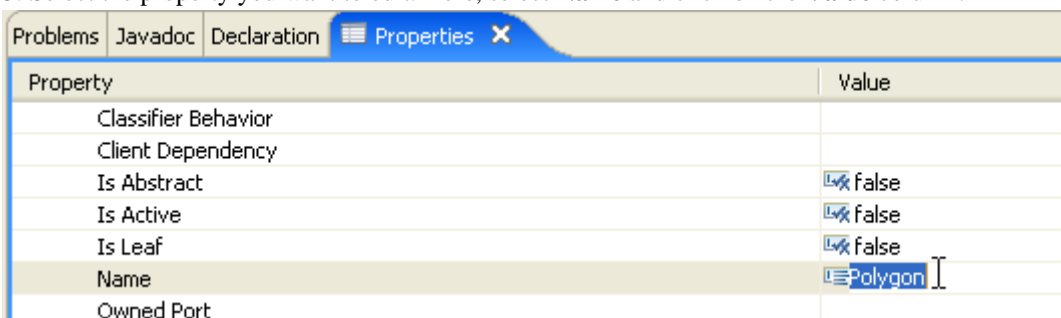 Problems Javadoc Declaration Properties
Property Value
Classifier Behavior
Client Dependency
Is Abstract false
Is Active false
Is Leaf false
Name Polygon
Owned Port